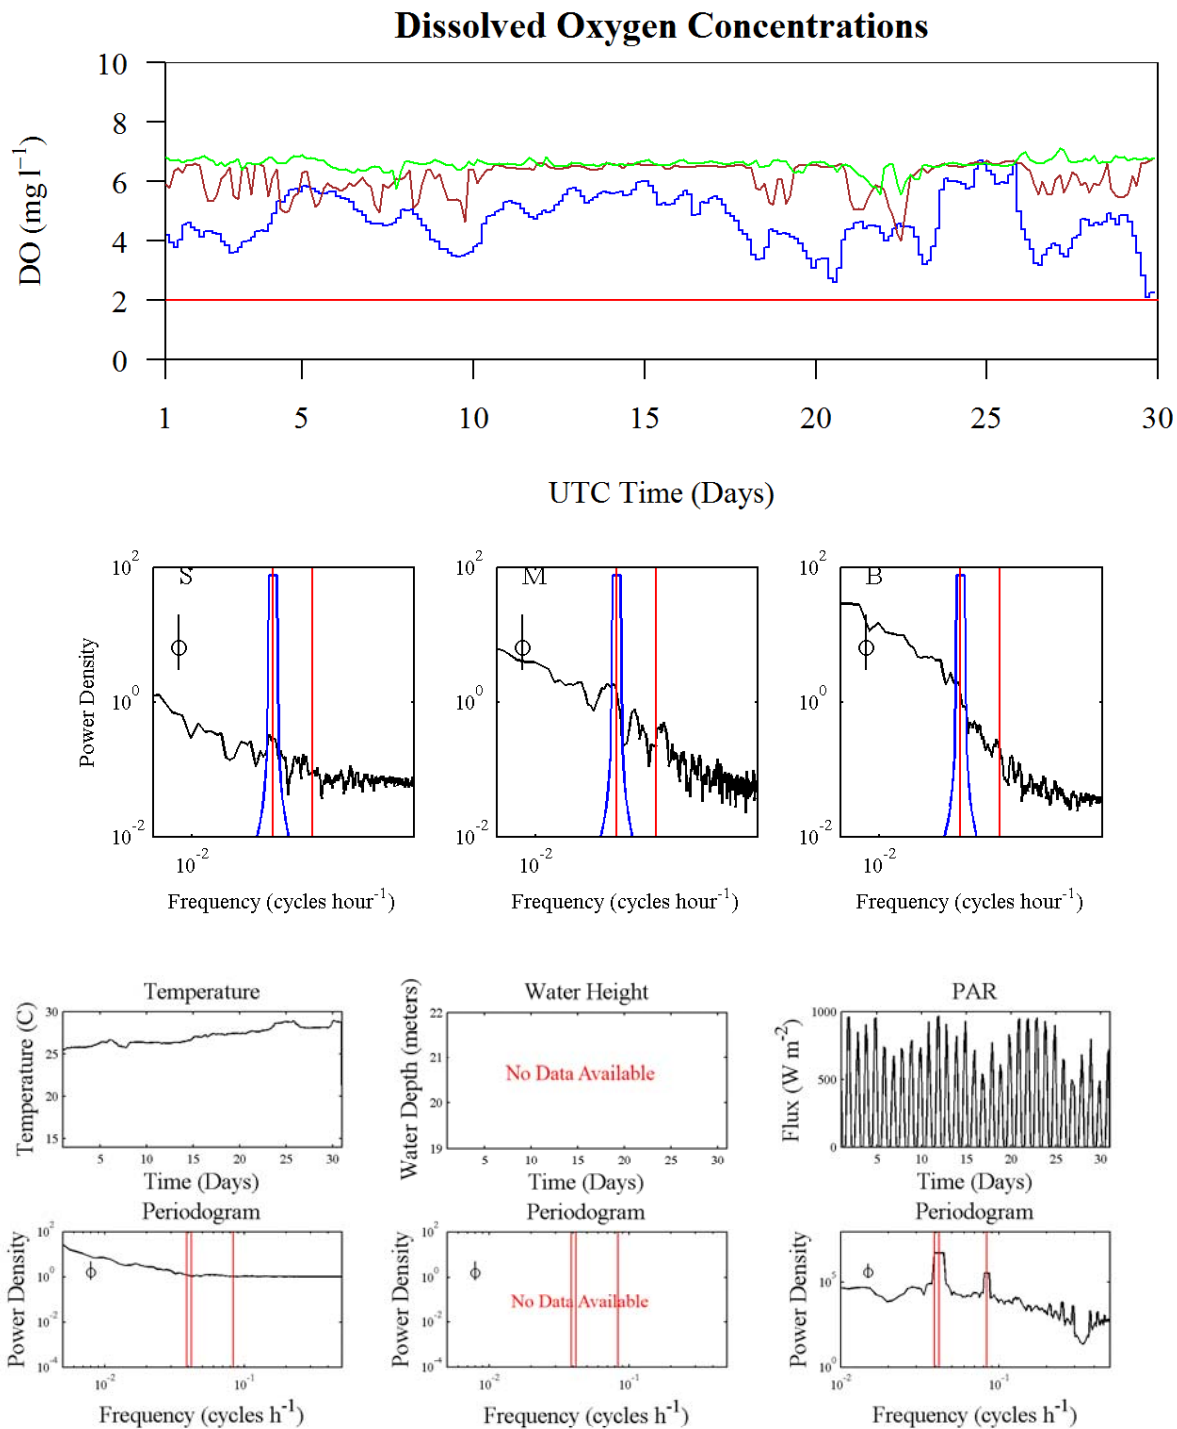 Dissolved Oxygen Concentrations
10
8
6
4
2
0
DO (mg l⁻¹)
1 5 10 15 20 25 30
UTC Time (Days)
10² 10² 10²
S M B
Power Density
10⁰ 10⁰ 10⁰
10⁻² 10⁻² 10⁻²
10⁻² 10⁻² 10⁻²
Frequency (cycles hour⁻¹) Frequency (cycles hour⁻¹) Frequency (cycles hour⁻¹)
Temperature Water Height PAR
Temperature (C)
30
25
20
15
5 10 15 20 25 30
Time (Days)
Water Depth (meters)
22
21
20
19
No Data Available
5 10 15 20 25 30
Time (Days)
Flux (W m⁻²)
1000
500
0
5 10 15 20 25 30
Time (Days)
Periodogram Periodogram Periodogram
Power Density
10²
10⁰
10⁻²
10⁻⁴
10⁻² 10⁻¹
Frequency (cycles h⁻¹)
Power Density
10²
10⁰
10⁻²
10⁻⁴
No Data Available
10⁻² 10⁻¹
Frequency (cycles h⁻¹)
Power Density
10⁵
10⁰
10⁻² 10⁻¹
Frequency (cycles h⁻¹)